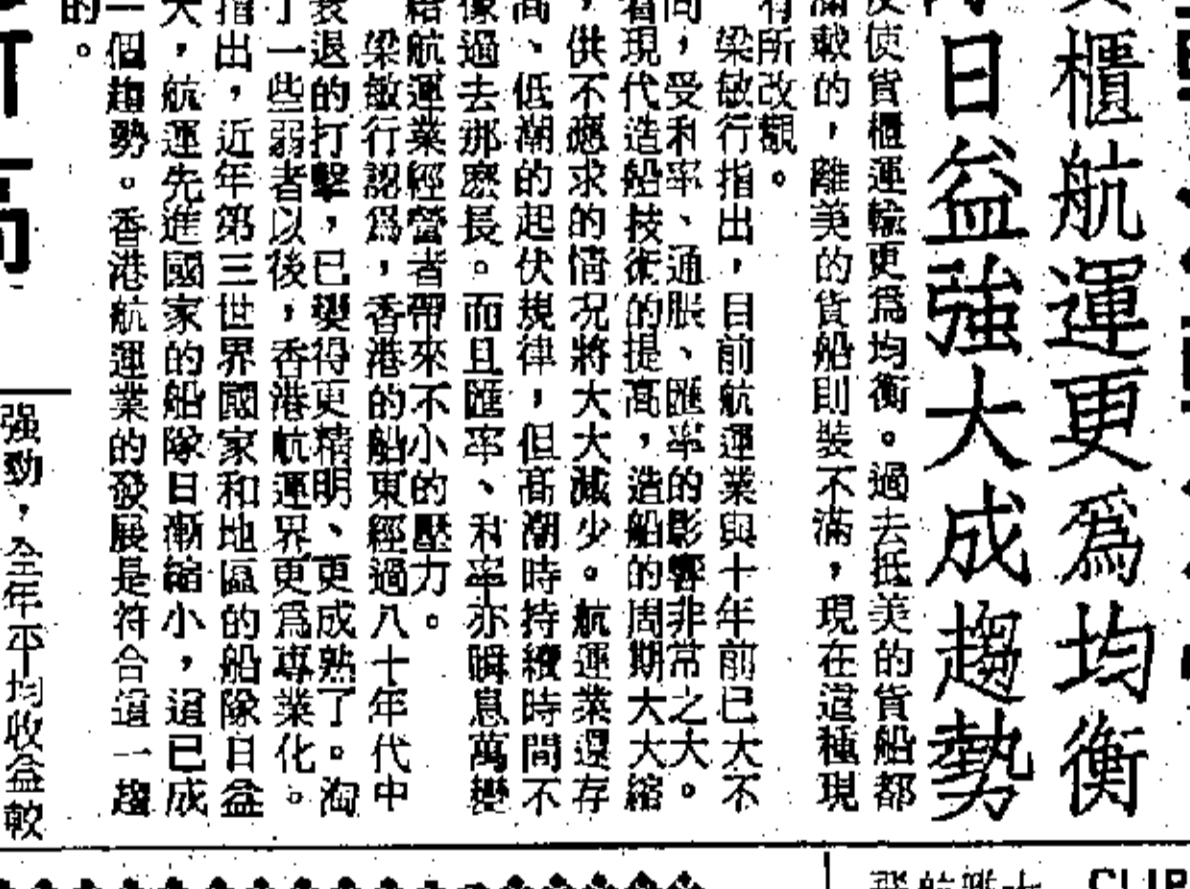 櫃航運更為均衡
日益強大成趨勢
使貨櫃運輸更為均衡。過去抵美的貨船都
滿載的，離美的貨船則裝不滿，現在這種現
有所改觀。
梁敏行指出，目前航運業與十年前已大不
同，受利率、通脹、匯率的影響非常之大。
着現代造船技術的提高，造船的周期大大縮
，供不應求的情況將大大減少。航運業還存
高、低潮的起伏規律，但高潮時持續時間不
像過去那麽長。而且匯率、利率亦瞬息萬變
給航運業經營者帶來不小的壓力。
梁敏行認為，香港的船東經過八十年代中
衰退的打擊，已變得更精明、更成熟了。淘
了一些弱者以後，香港航運界更為專業化。
指出，近年第三世界國家和地區的船隊日益
大，航運先進國家的船隊日漸縮小，這已成
一個趨勢。香港航運業的發展是符合這一趨
的。
强勁，全年平均收益較